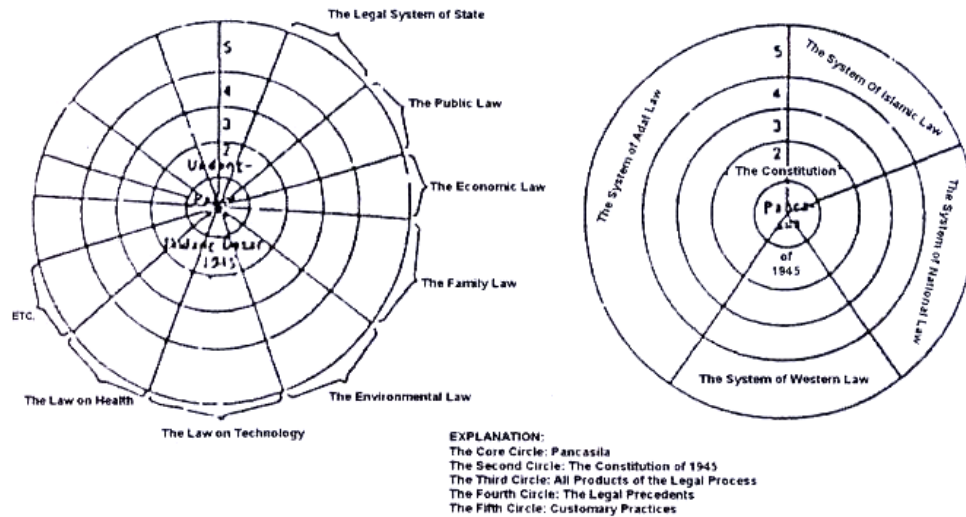 The Legal System of State
The Public Law
The Economic Law
The Family Law
The Environmental Law
The Law on Technology
The Law on Health
ETC.
5
4
3
2
Undang-
Undang Dasar
1945
The System of Adat Law
The System Of Islamic Law
The System of National Law
The System of Western Law
5
4
3
2
The Constitution
Panca-
sila
of
1945
EXPLANATION:
The Core Circle: Pancasila
The Second Circle: The Constitution of 1945
The Third Circle: All Products of the Legal Process
The Fourth Circle: The Legal Precedents
The Fifth Circle: Customary Practices